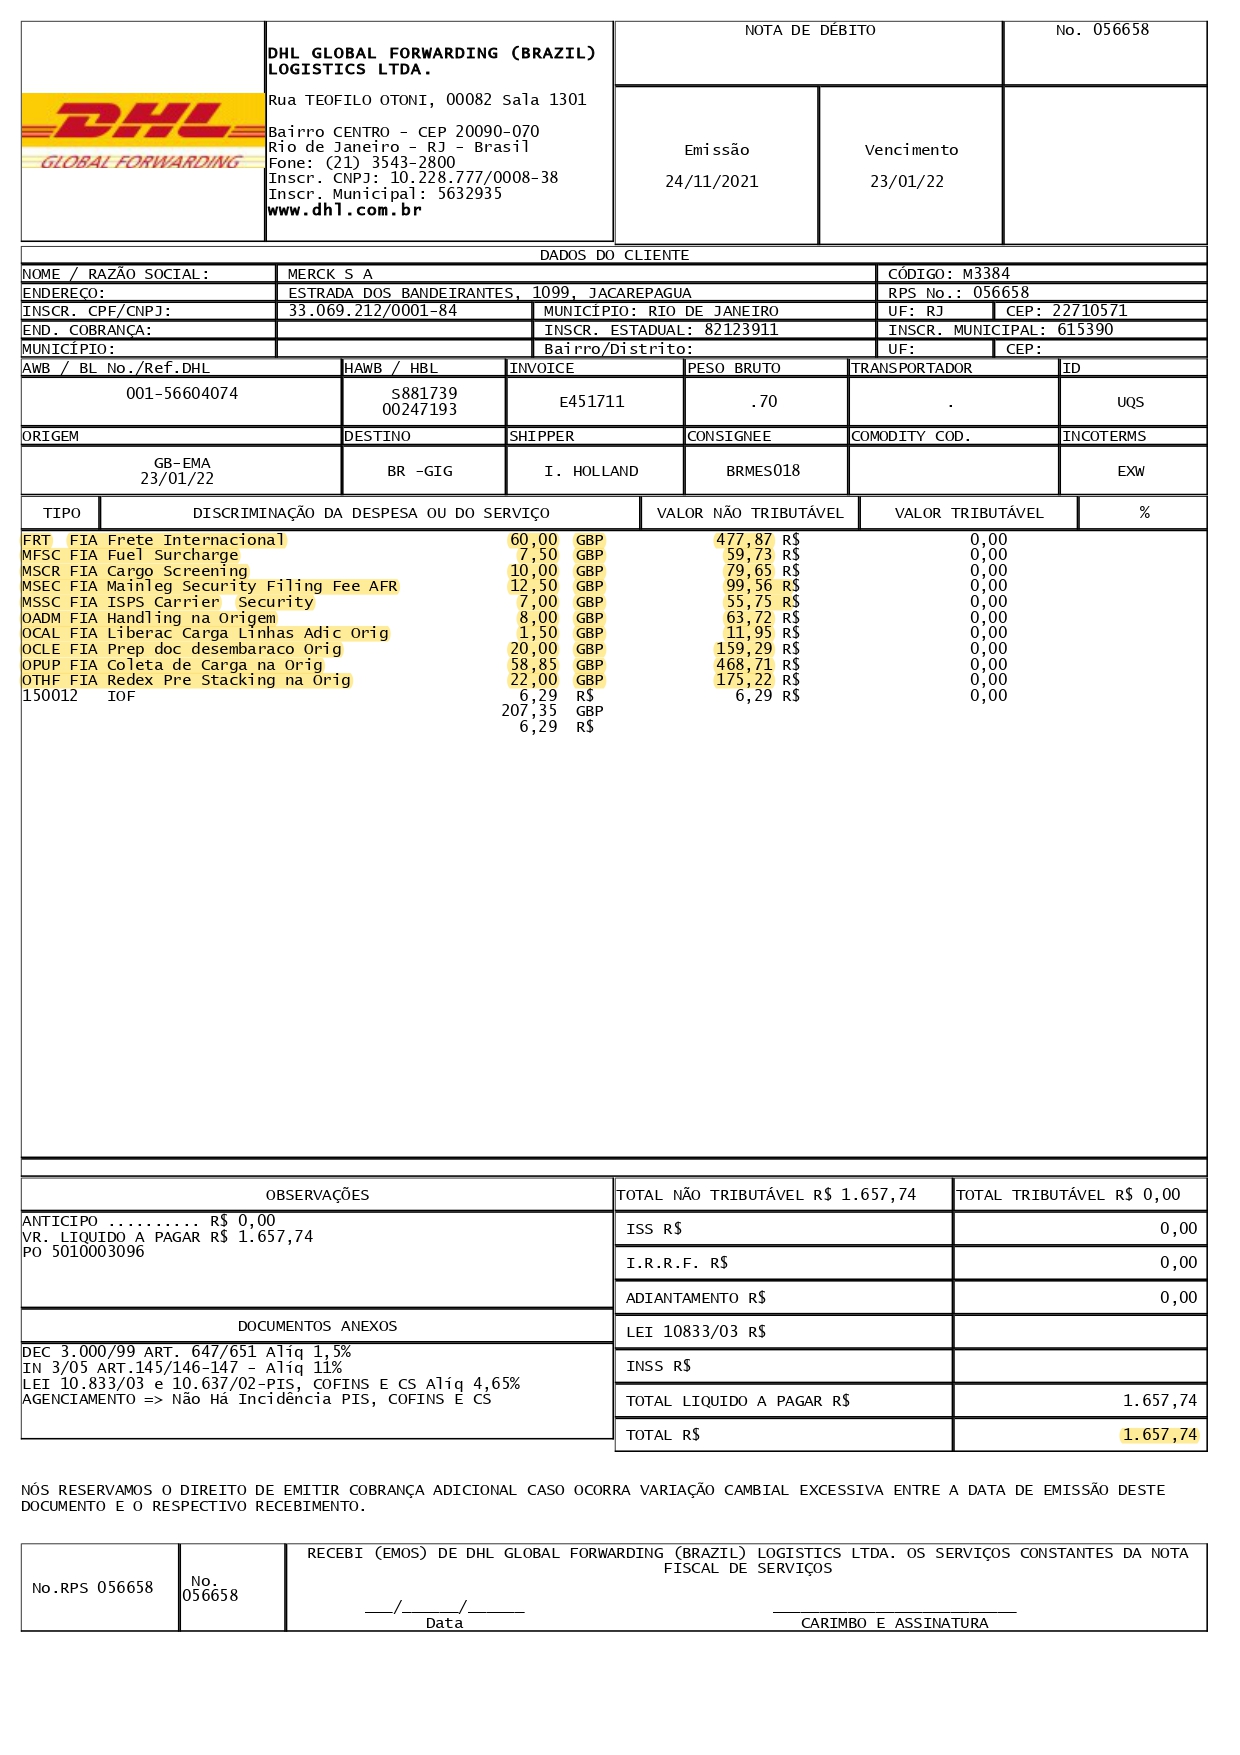 DHL
GLOBAL FORWARDING
DHL GLOBAL FORWARDING (BRAZIL)
LOGISTICS LTDA.
Rua TEOFILO OTONI, 00082 Sala 1301
Bairro CENTRO - CEP 20090-070
Rio de Janeiro - RJ - Brasil
Fone: (21) 3543-2800
Inscr. CNPJ: 10.228.777/0008-38
Inscr. Municipal: 5632935
www.dhl.com.br
NOTA DE DÉBITO No. 056658
Emissão Vencimento
24/11/2021 23/01/22
DADOS DO CLIENTE
NOME / RAZÃO SOCIAL: MERCK S A CÓDIGO: M3384
ENDEREÇO: ESTRADA DOS BANDEIRANTES, 1099, JACAREPAGUA RPS No.: 056658
INSCR. CPF/CNPJ: 33.069.212/0001-84 MUNICÍPIO: RIO DE JANEIRO UF: RJ CEP: 22710571
END. COBRANÇA: INSCR. ESTADUAL: 82123911 INSCR. MUNICIPAL: 615390
MUNICÍPIO: Bairro/Distrito: UF: CEP:
AWB / BL No./Ref.DHL HAWB / HBL INVOICE PESO BRUTO TRANSPORTADOR ID
001-56604074 S881739 00247193 E451711 .70 . UQS
ORIGEM DESTINO SHIPPER CONSIGNEE COMODITY COD. INCOTERMS
GB-EMA 23/01/22 BR -GIG I. HOLLAND BRMES018 EXW
TIPO DISCRIMINAÇÃO DA DESPESA OU DO SERVIÇO VALOR NÃO TRIBUTÁVEL VALOR TRIBUTÁVEL %
FRT FIA Frete Internacional 60,00 GBP 477,87 R$ 0,00
MFSC FIA Fuel Surcharge 7,50 GBP 59,73 R$ 0,00
MSCR FIA Cargo Screening 10,00 GBP 79,65 R$ 0,00
MSEC FIA Mainleg Security Filing Fee AFR 12,50 GBP 99,56 R$ 0,00
MSSC FIA ISPS Carrier Security 7,00 GBP 55,75 R$ 0,00
OADM FIA Handling na Origem 8,00 GBP 63,72 R$ 0,00
OCAL FIA Liberac Carga Linhas Adic Orig 1,50 GBP 11,95 R$ 0,00
OCLE FIA Prep doc desembaraco Orig 20,00 GBP 159,29 R$ 0,00
OPUP FIA Coleta de Carga na Orig 58,85 GBP 468,71 R$ 0,00
OTHF FIA Redex Pre Stacking na Orig 22,00 GBP 175,22 R$ 0,00
150012 IOF 6,29 R$ 6,29 R$ 0,00
207,35 GBP
6,29 R$
OBSERVAÇÕES
ANTICIPO .......... R$ 0,00
VR. LIQUIDO A PAGAR R$ 1.657,74
PO 5010003096
DOCUMENTOS ANEXOS
DEC 3.000/99 ART. 647/651 Alíq 1,5%
IN 3/05 ART.145/146-147 - Alíq 11%
LEI 10.833/03 e 10.637/02-PIS, COFINS E CS Alíq 4,65%
AGENCIAMENTO => Não Há Incidência PIS, COFINS E CS
TOTAL NÃO TRIBUTÁVEL R$ 1.657,74 TOTAL TRIBUTÁVEL R$ 0,00
ISS R$ 0,00
I.R.R.F. R$ 0,00
ADIANTAMENTO R$ 0,00
LEI 10833/03 R$
INSS R$
TOTAL LIQUIDO A PAGAR R$ 1.657,74
TOTAL R$ 1.657,74
NÓS RESERVAMOS O DIREITO DE EMITIR COBRANÇA ADICIONAL CASO OCORRA VARIAÇÃO CAMBIAL EXCESSIVA ENTRE A DATA DE EMISSÃO DESTE
DOCUMENTO E O RESPECTIVO RECEBIMENTO.
No.RPS 056658
No.
056658
RECEBI (EMOS) DE DHL GLOBAL FORWARDING (BRAZIL) LOGISTICS LTDA. OS SERVIÇOS CONSTANTES DA NOTA
FISCAL DE SERVIÇOS
___/______/______ __________________________
Data CARIMBO E ASSINATURA